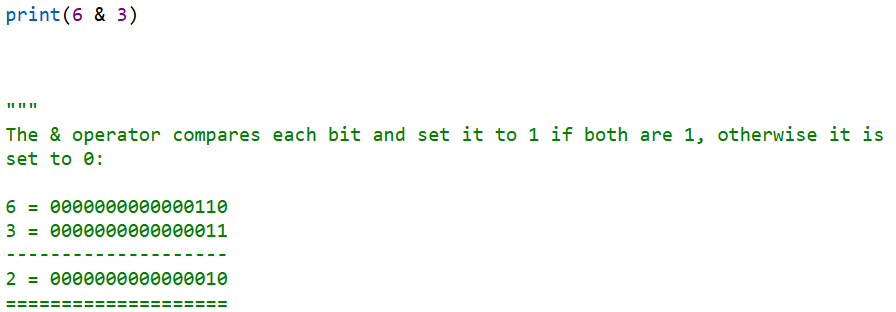 print(6 & 3)
"""
The & operator compares each bit and set it to 1 if both are 1, otherwise it is
set to 0:
6 = 0000000000000110
3 = 0000000000000011
--------------------
2 = 0000000000000010
====================